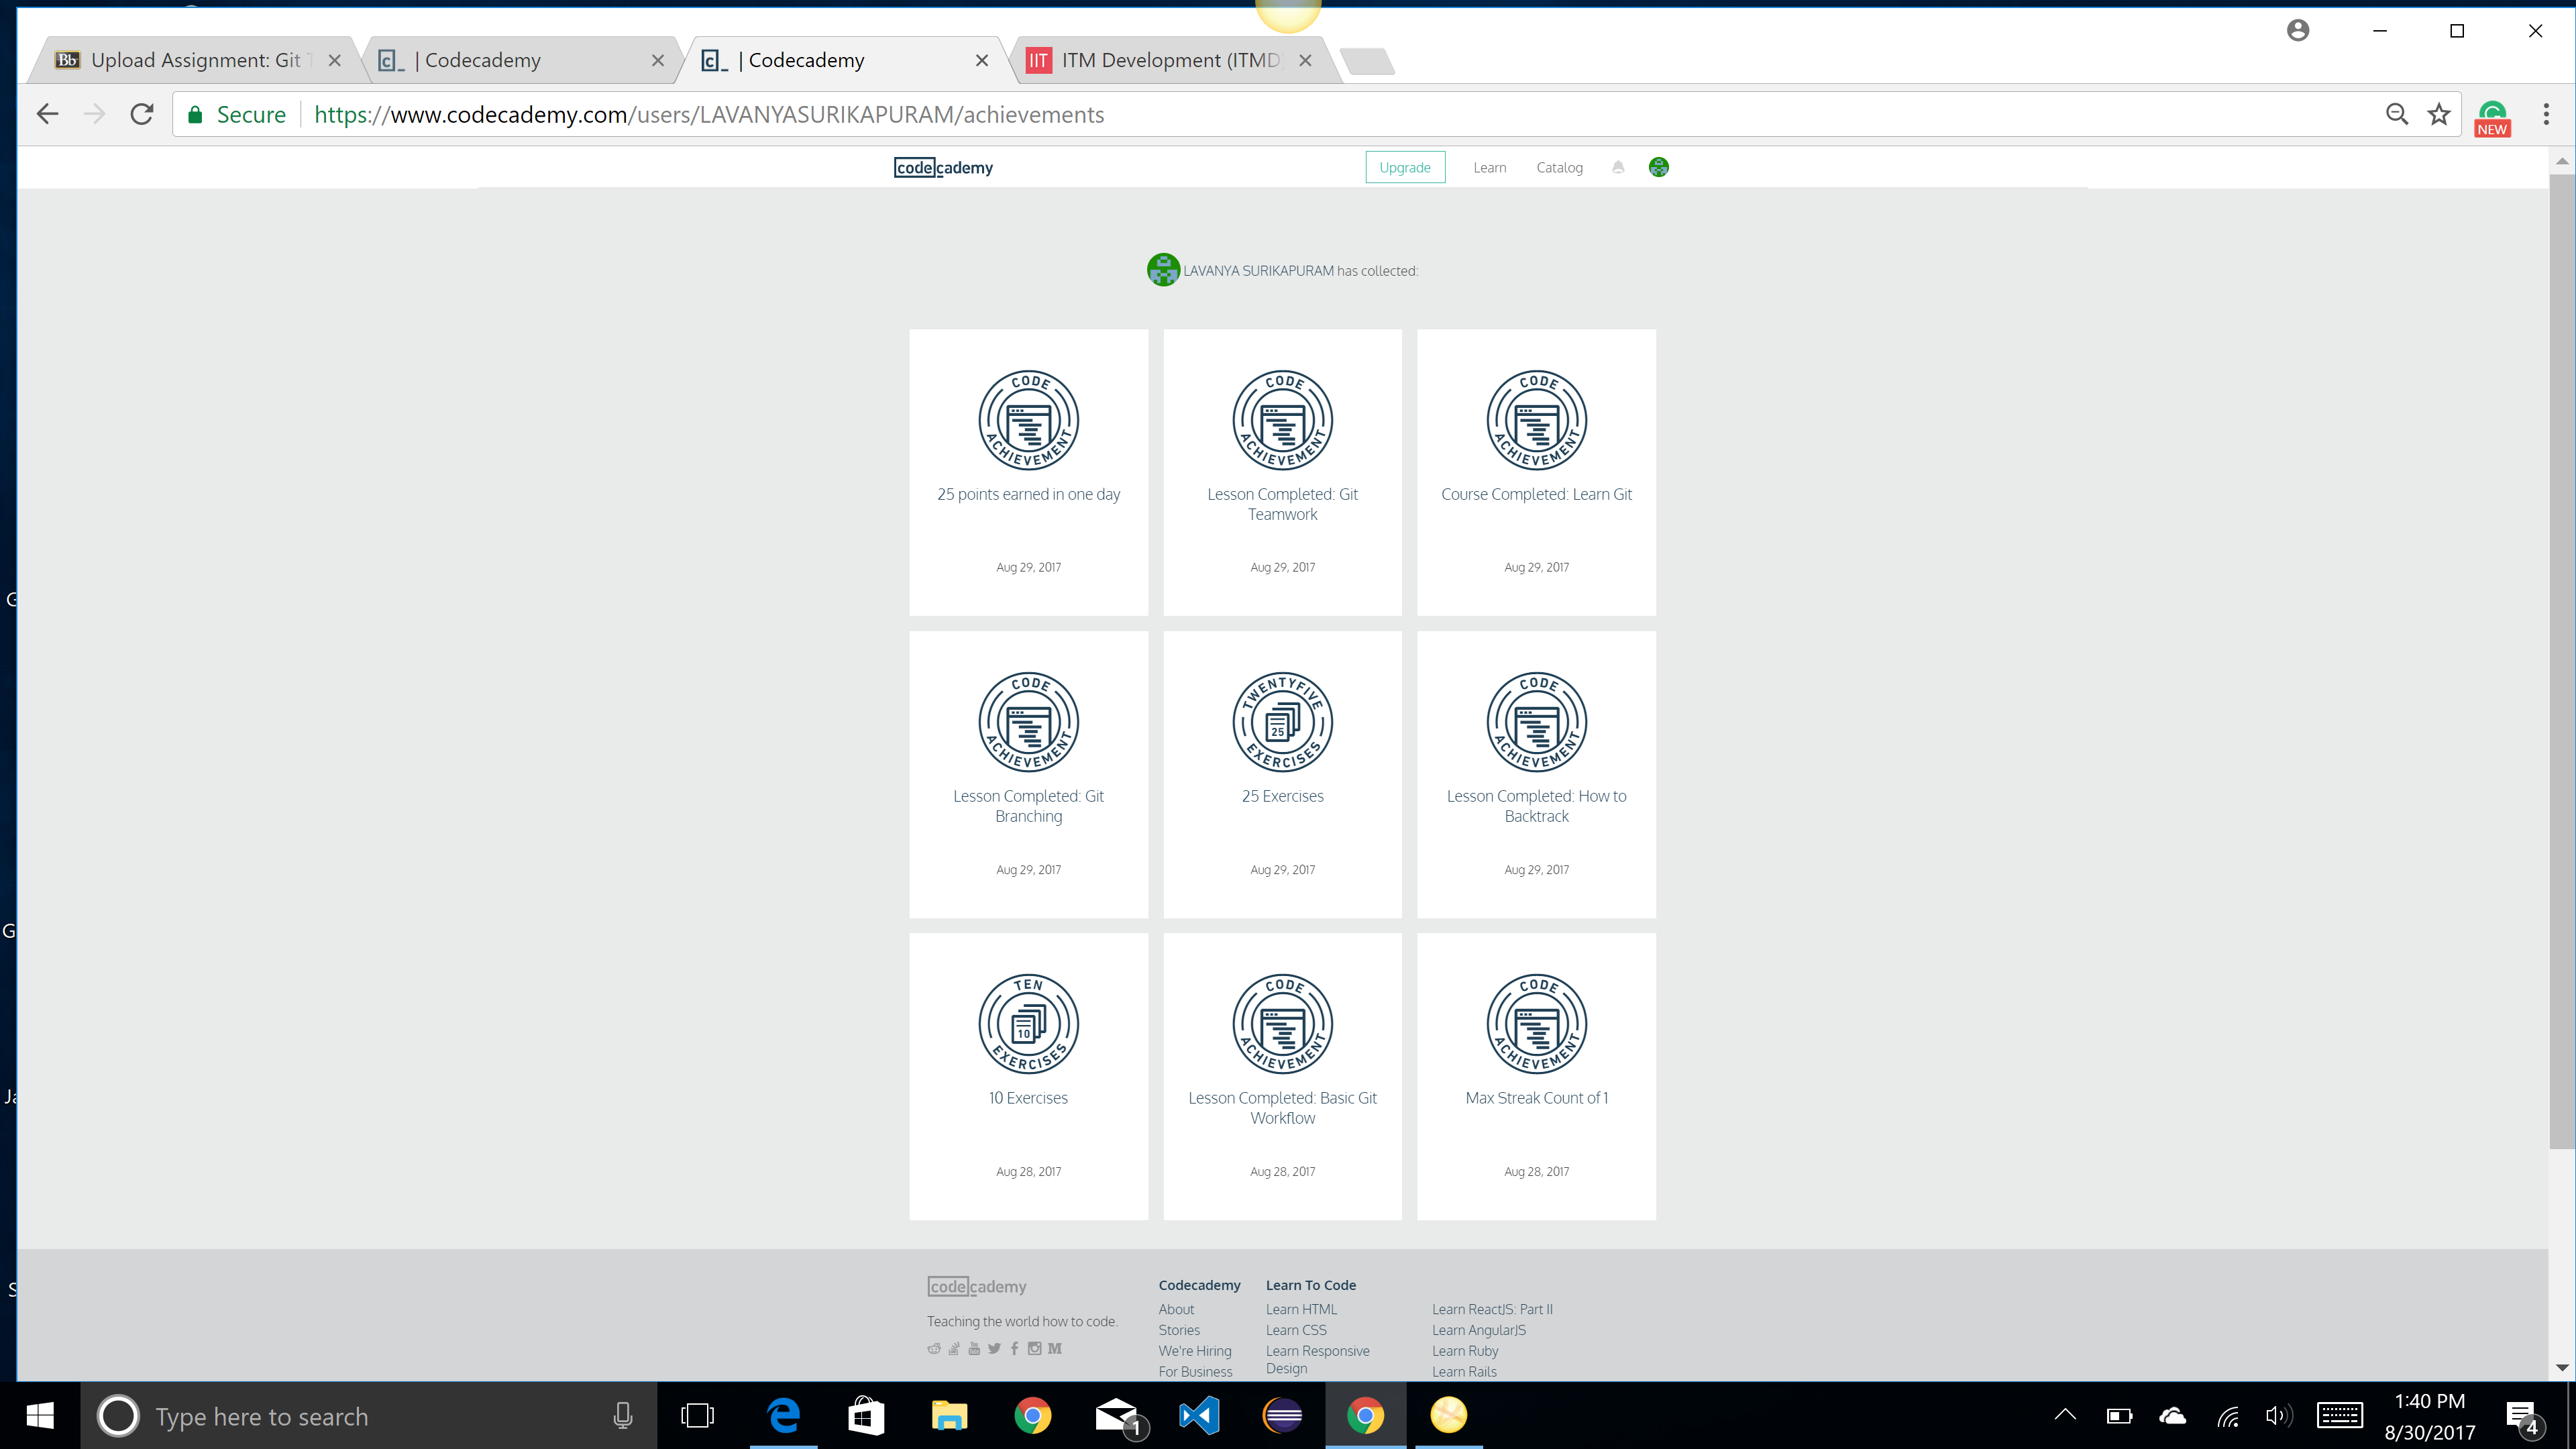 Bb Upload Assignment: Git
c_ | Codecademy
c_ | Codecademy
IIT ITM Development (ITMD
Secure https://www.codecademy.com/users/LAVANYASURIKAPURAM/achievements
NEW
codecademy Upgrade Learn Catalog
LAVANYA SURIKAPURAM has collected:
CODE ACHIEVEMENT
25 points earned in one day
Aug 29, 2017
CODE ACHIEVEMENT
Lesson Completed: Git
Teamwork
Aug 29, 2017
CODE ACHIEVEMENT
Course Completed: Learn Git
Aug 29, 2017
CODE ACHIEVEMENT
Lesson Completed: Git
Branching
Aug 29, 2017
TWENTYFIVE EXERCISES
25
25 Exercises
Aug 29, 2017
CODE ACHIEVEMENT
Lesson Completed: How to
Backtrack
Aug 29, 2017
TEN EXERCISES
10
10 Exercises
Aug 28, 2017
CODE ACHIEVEMENT
Lesson Completed: Basic Git
Workflow
Aug 28, 2017
CODE ACHIEVEMENT
Max Streak Count of 1
Aug 28, 2017
codecademy
Teaching the world how to code.
Codecademy
About
Stories
We're Hiring
For Business
Learn To Code
Learn HTML
Learn CSS
Learn Responsive
Design
Learn ReactJS: Part II
Learn AngularJS
Learn Ruby
Learn Rails
Type here to search
1
1:40 PM
8/30/2017
4